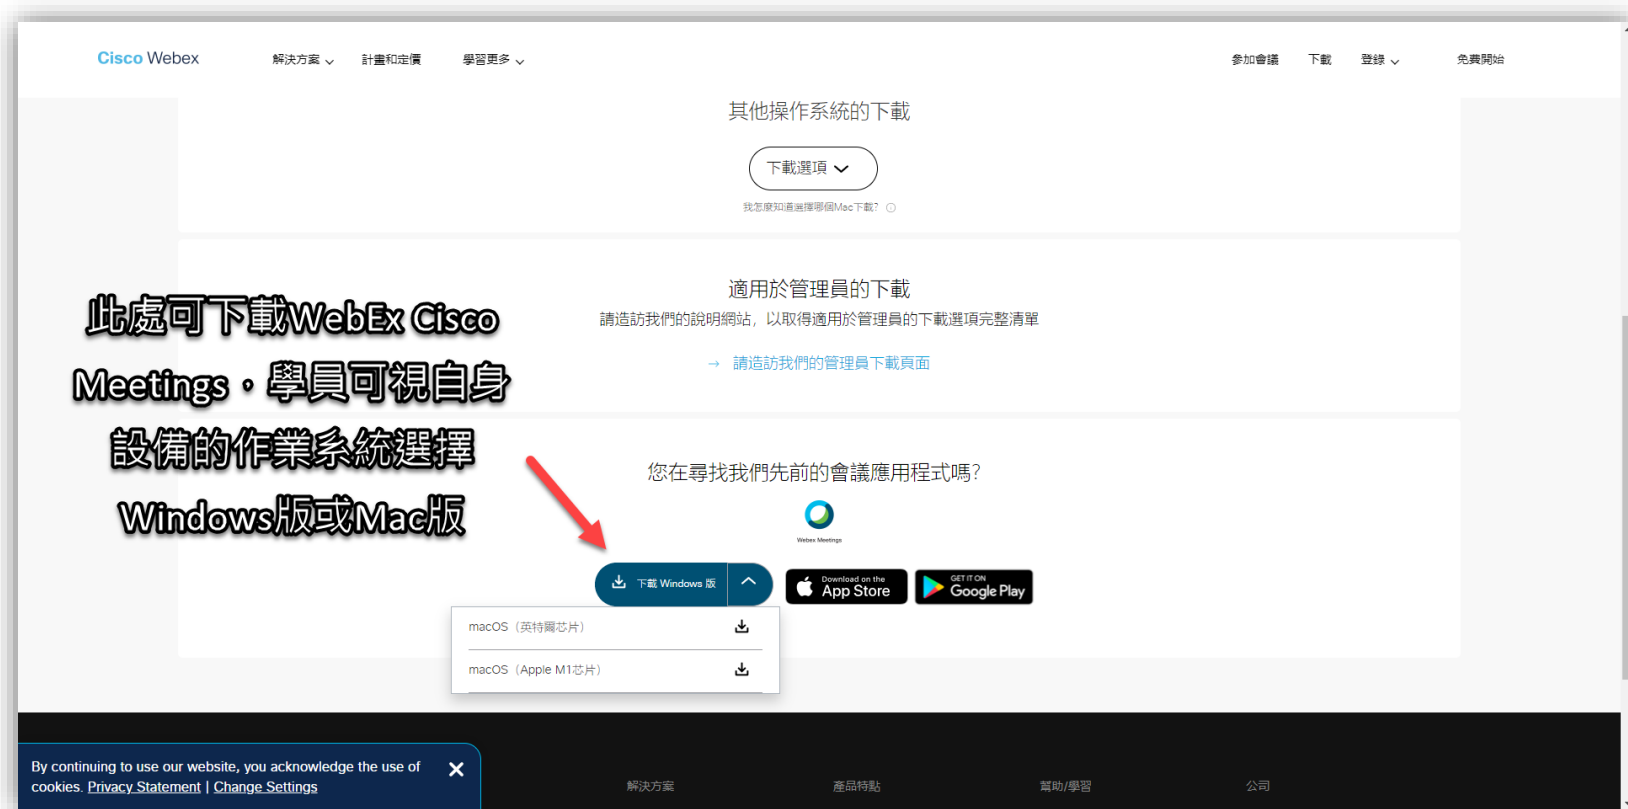 Cisco Webex
解決方案
計畫和定價
學習更多
參加會議
下載
登錄
免費開始
其他操作系統的下載
下載選項
我怎麼知道選擇哪個Mac下載?
適用於管理員的下載
請造訪我們的說明網站，以取得適用於管理員的下載選項完整清單
→ 請造訪我們的管理員下載頁面
此處可下載WebEx Cisco
Meetings，學員可視自身
設備的作業系統選擇
Windows版或Mac版
您在尋找我們先前的會議應用程式嗎?
Webex Meetings
下載 Windows 版
Download on the
App Store
GET IT ON
Google Play
macOS（英特爾芯片）
macOS（Apple M1芯片）
By continuing to use our website, you acknowledge the use of
cookies. Privacy Statement | Change Settings
解決方案
產品特點
幫助/學習
公司